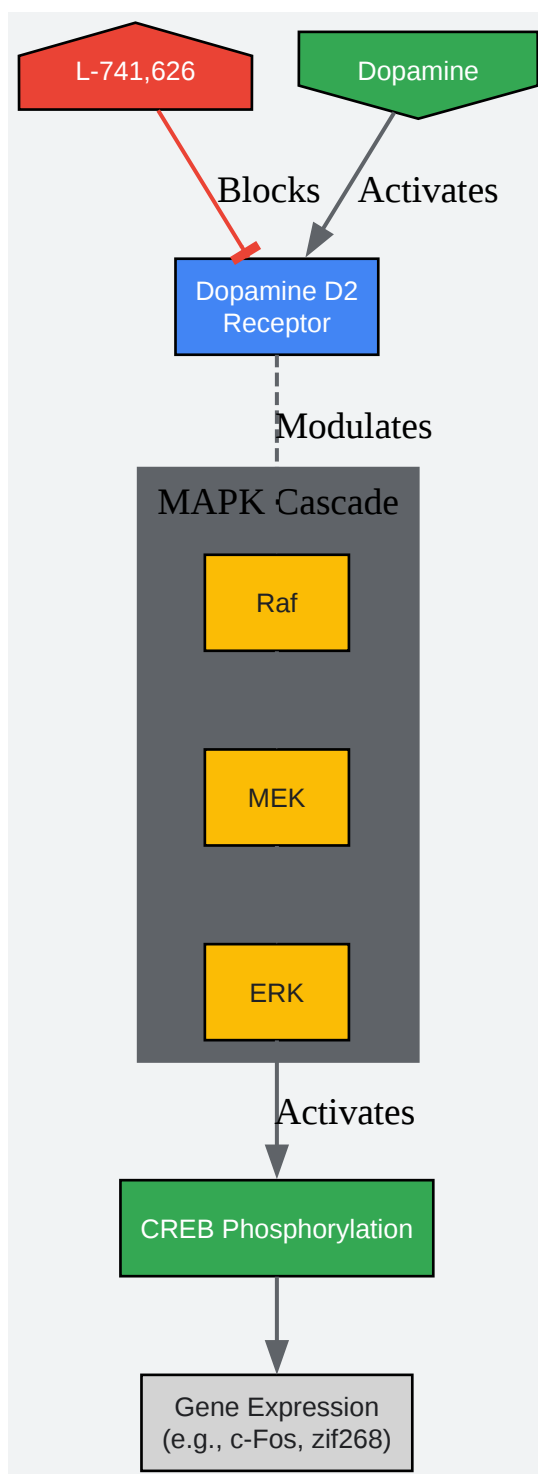 L-741,626
Dopamine
Blocks
Activates
Dopamine D2
Receptor
Modulates
MAPK Cascade
Raf
MEK
ERK
Activates
CREB Phosphorylation
Gene Expression
(e.g., c-Fos, zif268)